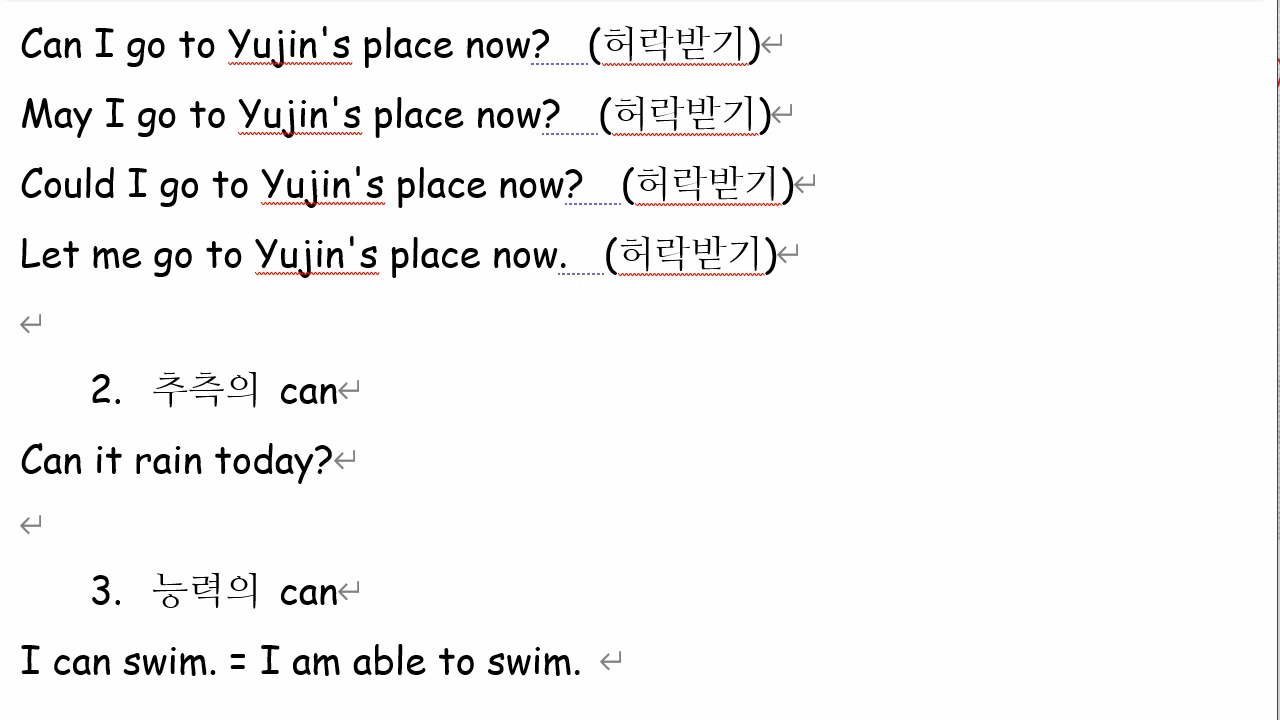 Can I go to Yujin's place now? (허락받기)
May I go to Yujin's place now? (허락받기)
Could I go to Yujin's place now? (허락받기)
Let me go to Yujin's place now. (허락받기)
2. 추측의 can
Can it rain today?
3. 능력의 can
I can swim. = I am able to swim.